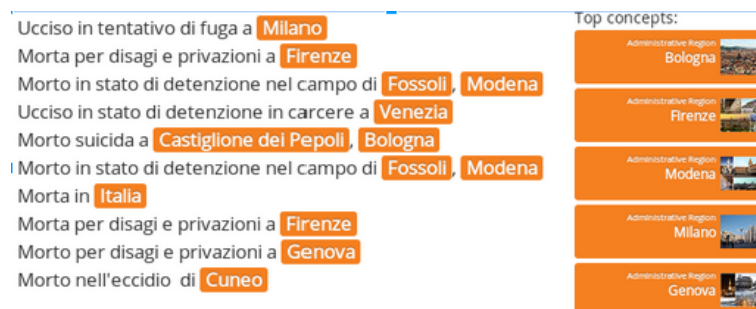 Ucciso in tentativo di fuga a Milano
Morta per disagi e privazioni a Firenze
Morto in stato di detenzione nel campo di Fossoli, Modena
Ucciso in stato di detenzione in carcere a Venezia
Morto suicida a Castiglione dei Pepoli, Bologna
Morto in stato di detenzione nel campo di Fossoli, Modena
Morta in Italia
Morta per disagi e privazioni a Firenze
Morto per disagi e privazioni a Genova
Morto nell'eccidio di Cuneo
Top concepts:
Administrative Region
Bologna
Administrative Region
Firenze
Administrative Region
Modena
Administrative Region
Milano
Administrative Region
Genova